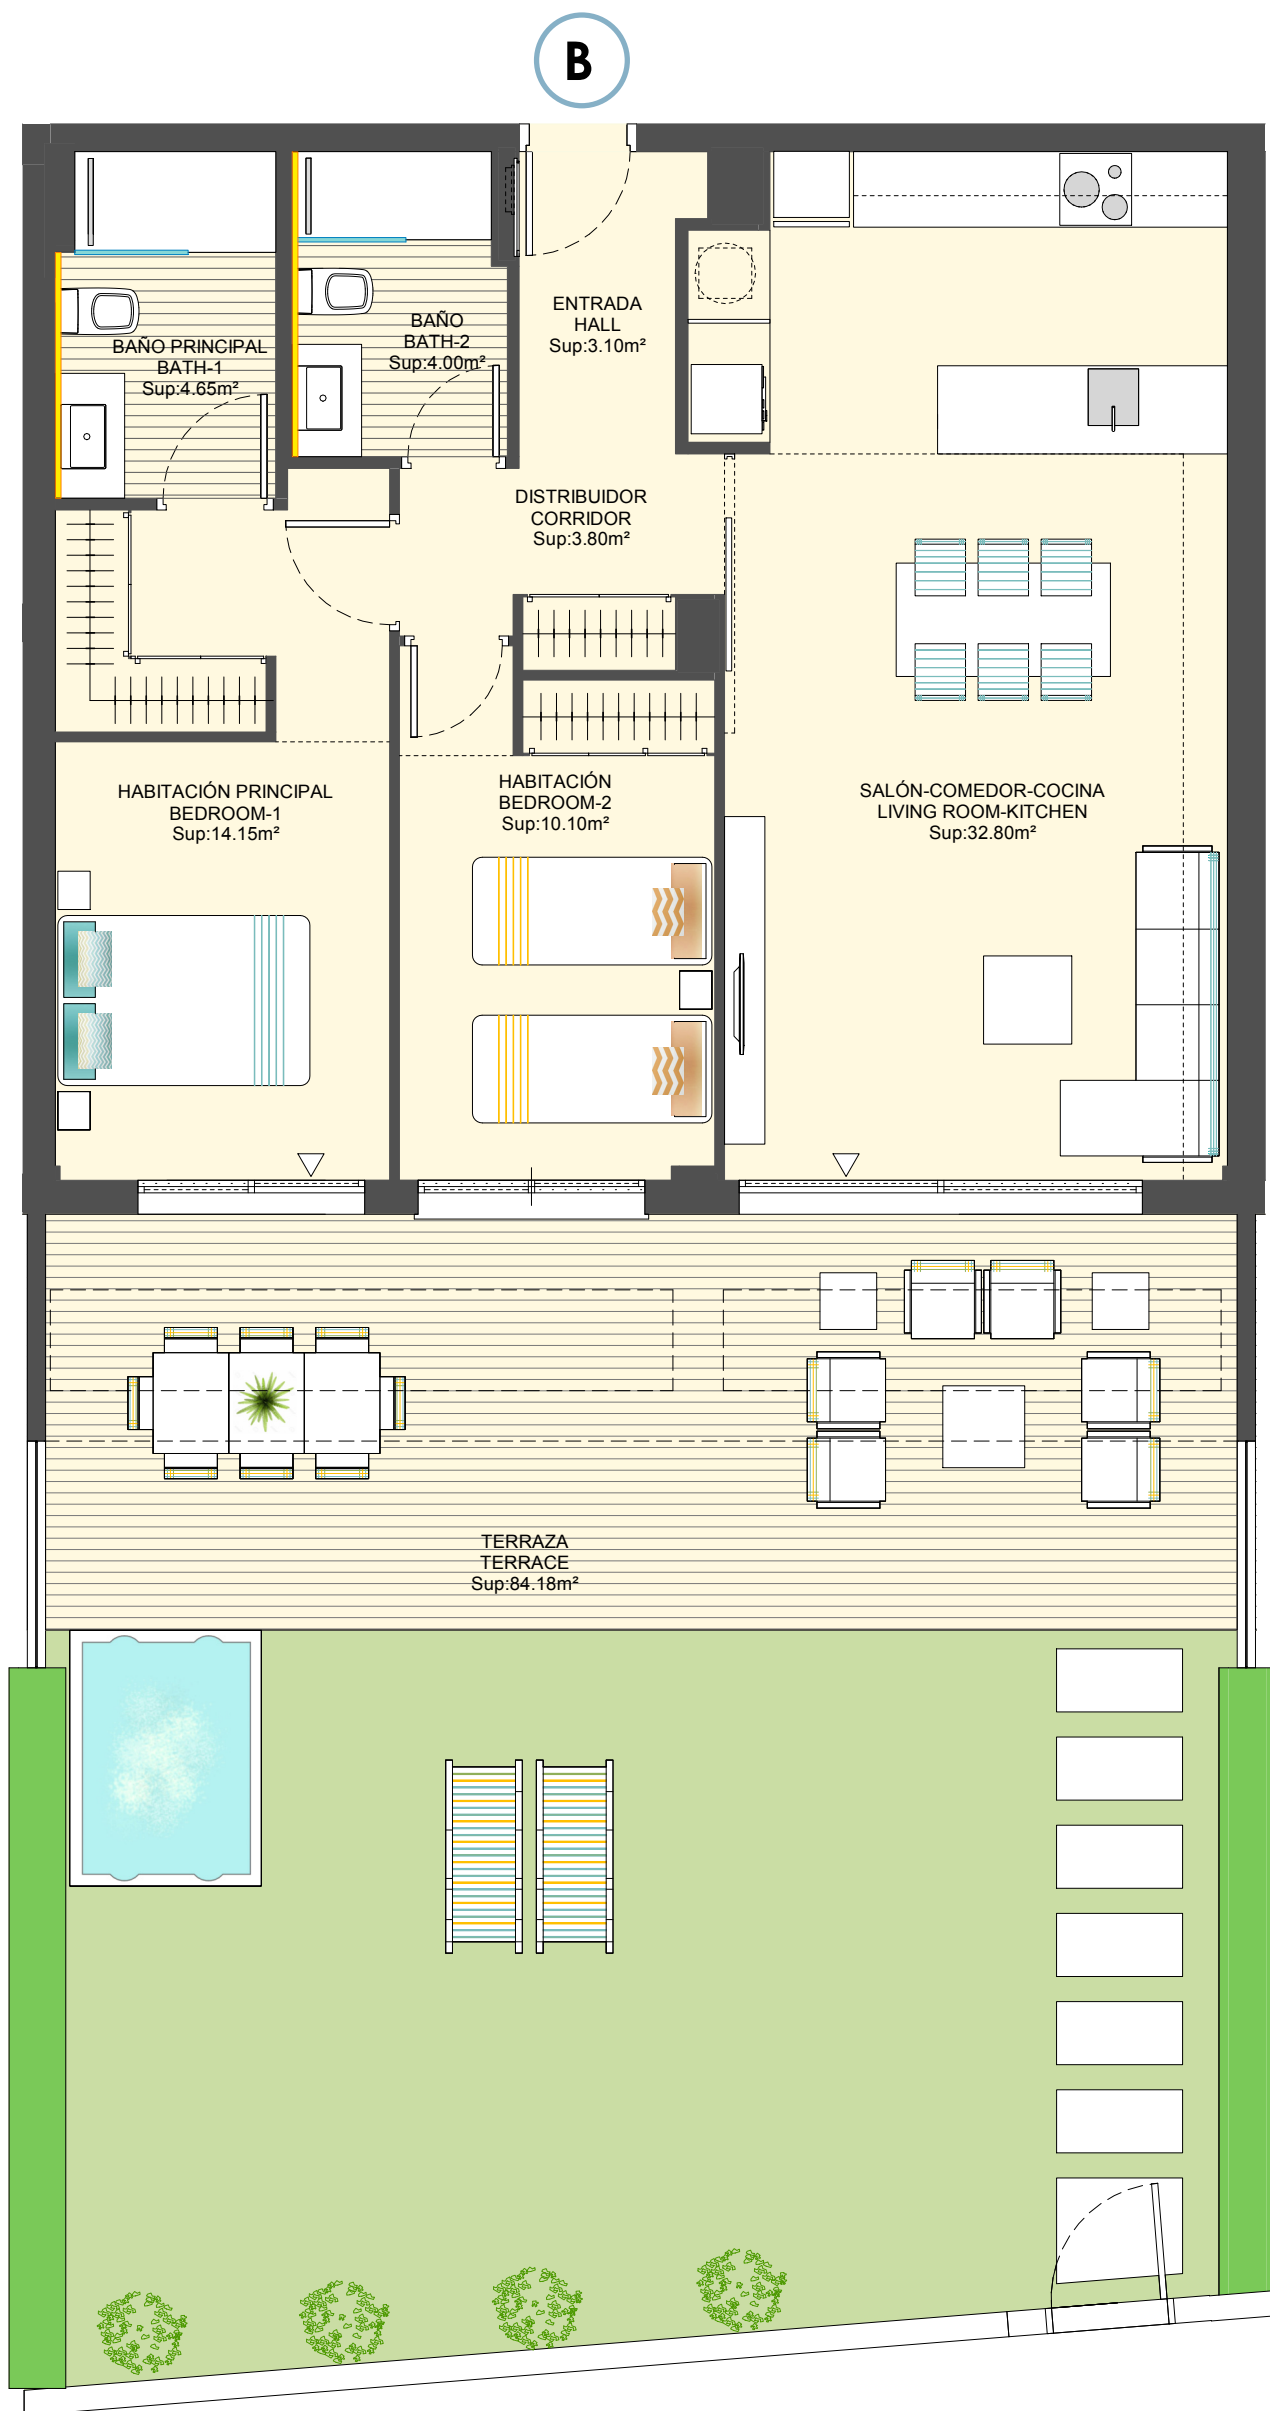 B
ENTRADA
HALL
Sup:3.10m²
BAÑO
BATH-2
Sup:4.00m²
BAÑO PRINCIPAL
BATH-1
Sup:4.65m²
DISTRIBUIDOR
CORRIDOR
Sup:3.80m²
HABITACIÓN PRINCIPAL
BEDROOM-1
Sup:14.15m²
HABITACIÓN
BEDROOM-2
Sup:10.10m²
SALÓN-COMEDOR-COCINA
LIVING ROOM-KITCHEN
Sup:32.80m²
TERRAZA
TERRACE
Sup:84.18m²